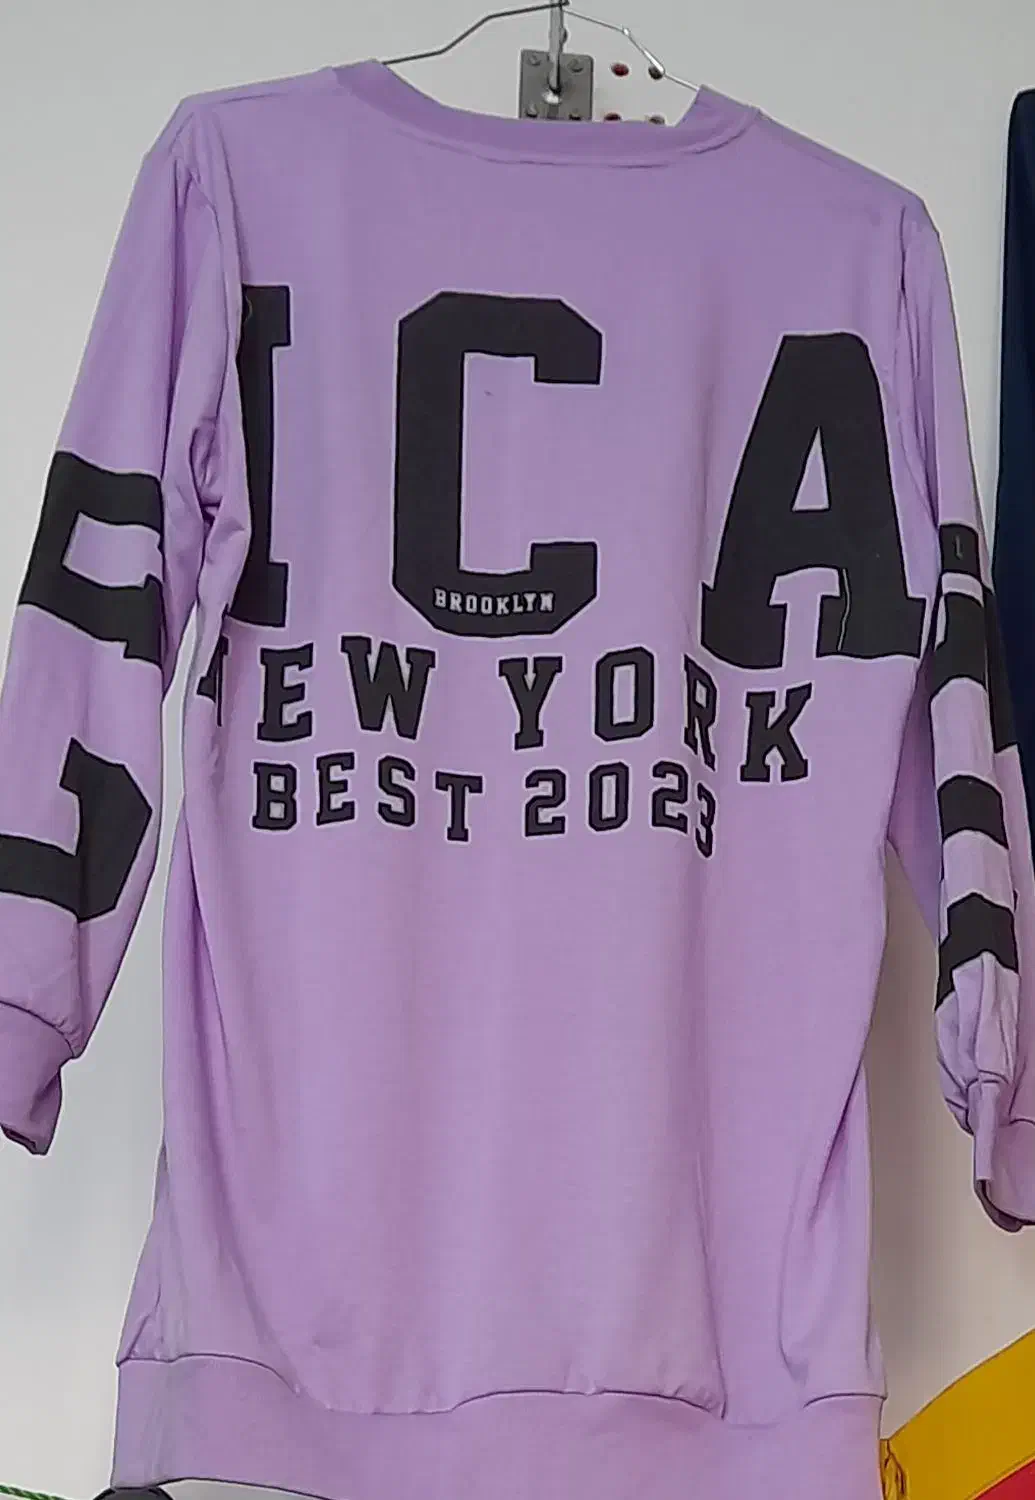 ICA
BROOKLYN
NEW YORK
BEST 2023